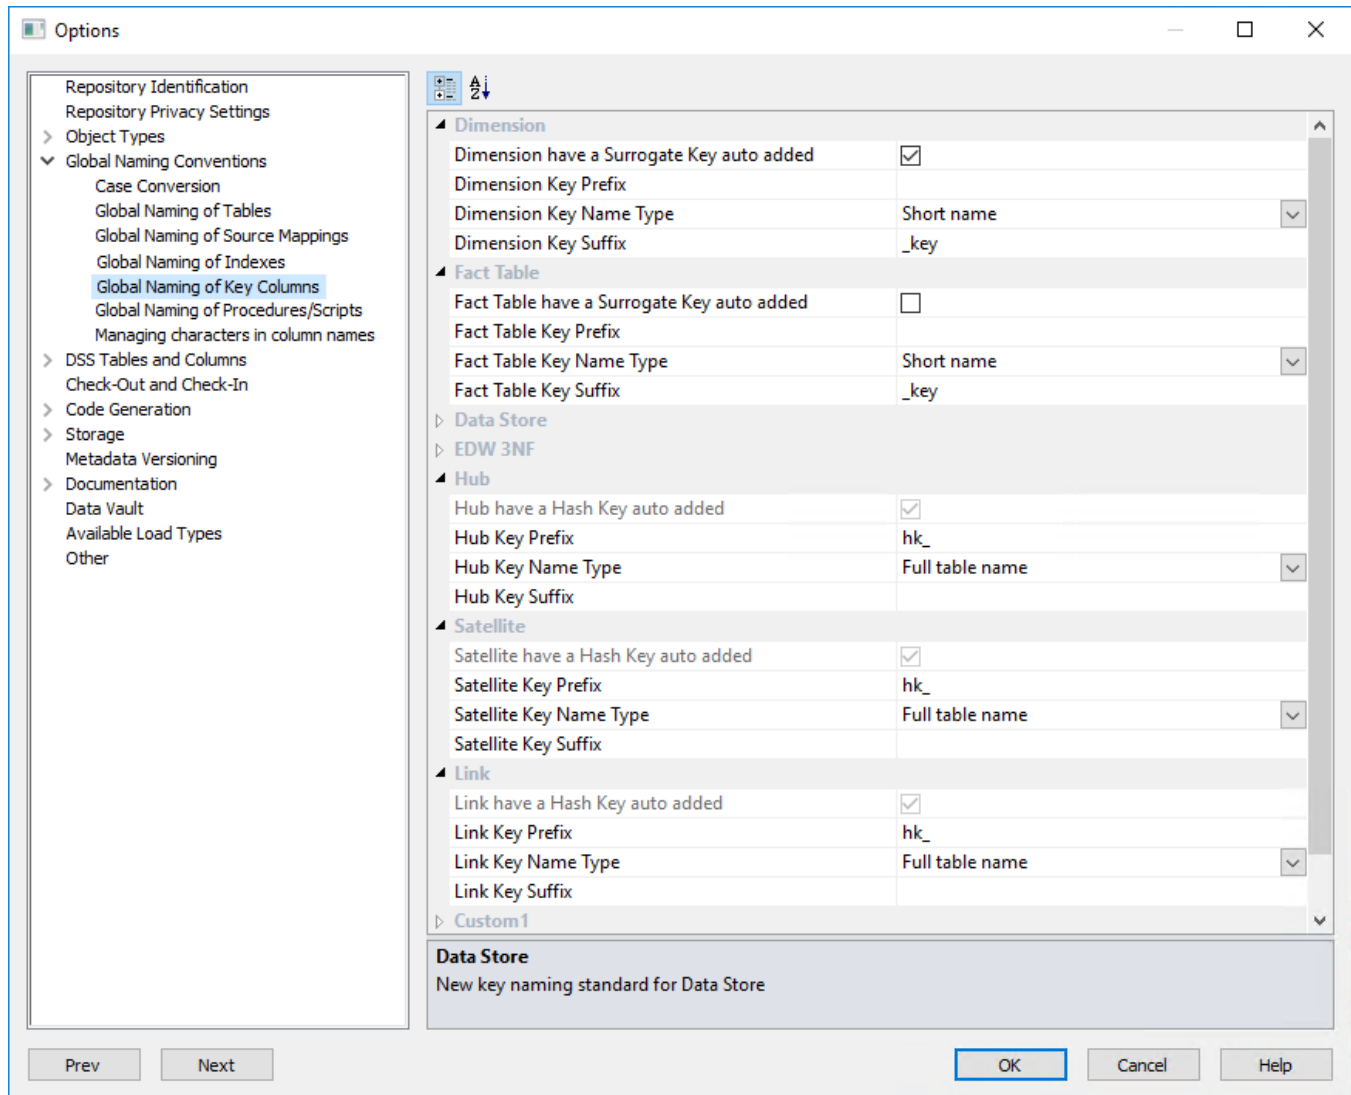 Options
Repository Identification
Repository Privacy Settings
Object Types
Global Naming Conventions
Case Conversion
Global Naming of Tables
Global Naming of Source Mappings
Global Naming of Indexes
Global Naming of Key Columns
Global Naming of Procedures/Scripts
Managing characters in column names
DSS Tables and Columns
Check-Out and Check-In
Code Generation
Storage
Metadata Versioning
Documentation
Data Vault
Available Load Types
Other
Dimension
Dimension have a Surrogate Key auto added
Dimension Key Prefix
Dimension Key Name Type Short name
Dimension Key Suffix _key
Fact Table
Fact Table have a Surrogate Key auto added
Fact Table Key Prefix
Fact Table Key Name Type Short name
Fact Table Key Suffix _key
Data Store
EDW 3NF
Hub
Hub have a Hash Key auto added
Hub Key Prefix hk_
Hub Key Name Type Full table name
Hub Key Suffix
Satellite
Satellite have a Hash Key auto added
Satellite Key Prefix hk_
Satellite Key Name Type Full table name
Satellite Key Suffix
Link
Link have a Hash Key auto added
Link Key Prefix hk_
Link Key Name Type Full table name
Link Key Suffix
Custom1
Data Store
New key naming standard for Data Store
Prev Next OK Cancel Help